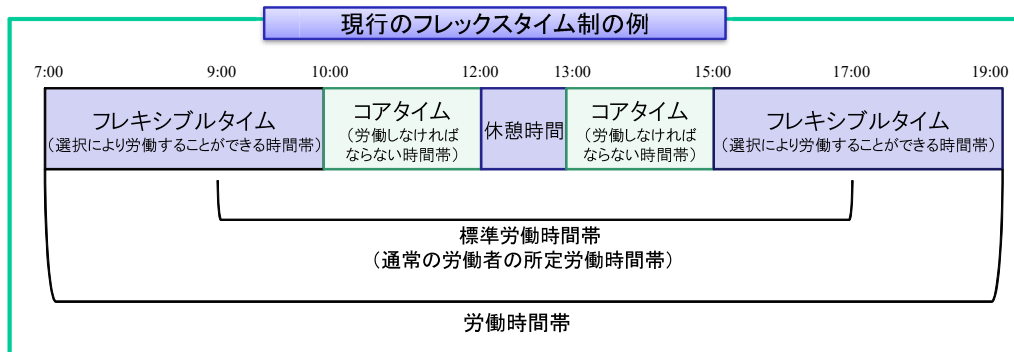 現行のフレックスタイム制の例
7:00 9:00 10:00 12:00 13:00 15:00 17:00 19:00
フレキシブルタイム
(選択により労働することができる時間帯)
コアタイム
(労働しなければ
ならない時間帯)
休憩時間
コアタイム
(労働しなければ
ならない時間帯)
フレキシブルタイム
(選択により労働することができる時間帯)
標準労働時間帯
(通常の労働者の所定労働時間帯)
労働時間帯